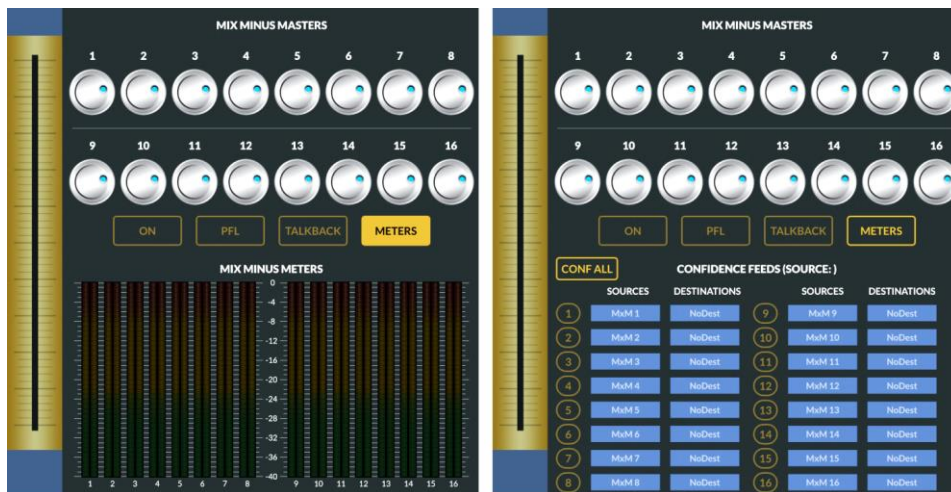 MIX MINUS MASTERS
1 2 3 4 5 6 7 8
9 10 11 12 13 14 15 16
ON PFL TALKBACK METERS
MIX MINUS METERS
0
-4
-8
-12
-16
-20
-24
-28
-32
-36
-40
1 2 3 4 5 6 7 8 9 10 11 12 13 14 15 16
MIX MINUS MASTERS
1 2 3 4 5 6 7 8
9 10 11 12 13 14 15 16
ON PFL TALKBACK METERS
CONF ALL CONFIDENCE FEEDS (SOURCE: )
SOURCES DESTINATIONS SOURCES DESTINATIONS
1 MxM 1 NoDest 9 MxM 9 NoDest
2 MxM 2 NoDest 10 MxM 10 NoDest
3 MxM 3 NoDest 11 MxM 11 NoDest
4 MxM 4 NoDest 12 MxM 12 NoDest
5 MxM 5 NoDest 13 MxM 13 NoDest
6 MxM 6 NoDest 14 MxM 14 NoDest
7 MxM 7 NoDest 15 MxM 15 NoDest
8 MxM 8 NoDest 16 MxM 16 NoDest